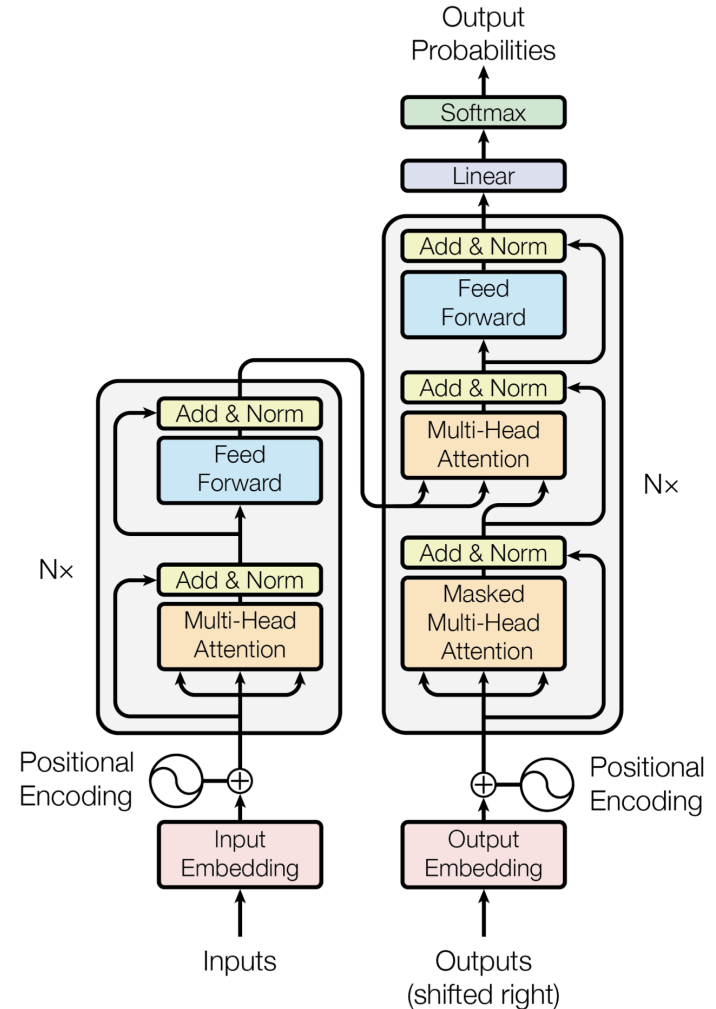 Output
Probabilities
Softmax
Linear
Add & Norm
Feed
Forward
Add & Norm
Multi-Head
Attention
Nx
Add & Norm
Masked
Multi-Head
Attention
Positional
Encoding
Output
Embedding
Outputs
(shifted right)
Add & Norm
Feed
Forward
Nx
Add & Norm
Multi-Head
Attention
Positional
Encoding
Input
Embedding
Inputs